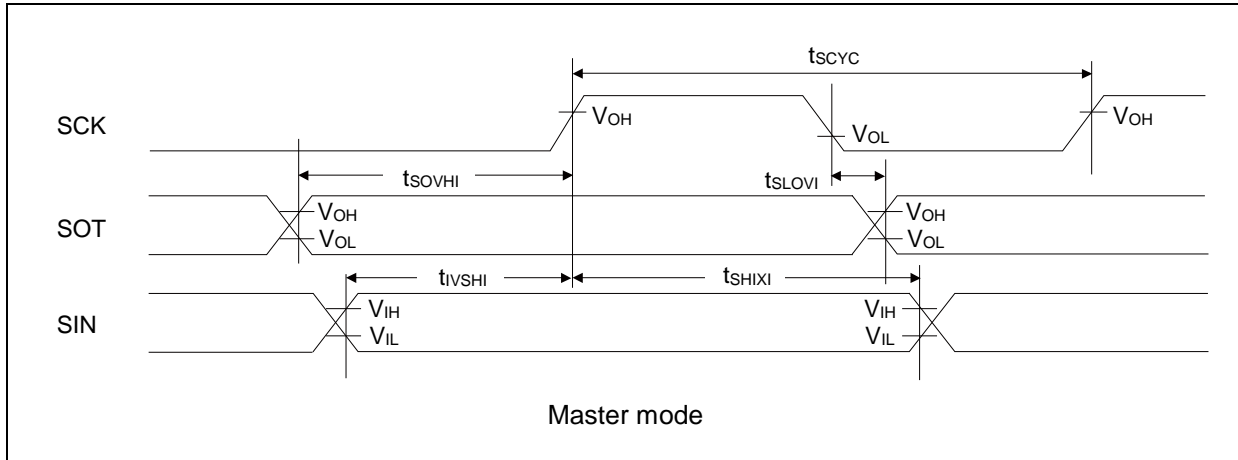 tSCYC
SCK
VOH
VOL
VOH
tSOVHI
tSLOVI
SOT
VOH
VOL
VOH
VOL
tIVSHI
tSHIXI
SIN
VIH
VIL
VIH
VIL
Master mode